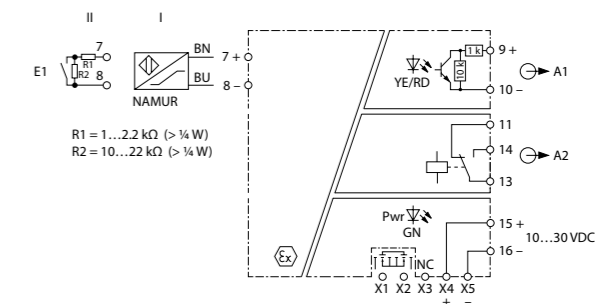 II I
E1
7
R1
R2
8
NAMUR
BN
BU
7 +
8 –
R1 = 1…2.2 kΩ (> ¼ W)
R2 = 10…22 kΩ (> ¼ W)
YE/RD
1 k
10 k
9 +
A1
10 –
11
14
A2
13
Pwr
GN
15 +
10…30 VDC
16 –
εx
NC
X1 X2 X3 X4 X5
+ –